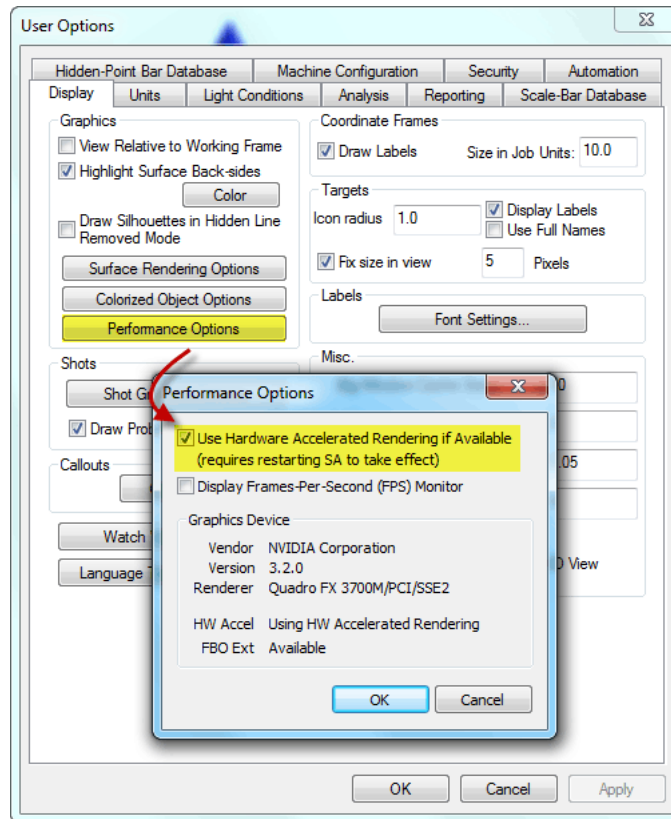 User Options
Hidden-Point Bar Database Machine Configuration Security Automation
Display Units Light Conditions Analysis Reporting Scale-Bar Database
Graphics
View Relative to Working Frame
Highlight Surface Back-sides
Color
Draw Silhouettes in Hidden Line
Removed Mode
Surface Rendering Options
Colorized Object Options
Performance Options
Coordinate Frames
Draw Labels Size in Job Units: 10.0
Targets
Icon radius 1.0 Display Labels
Use Full Names
Fix size in view 5 Pixels
Labels
Font Settings...
Shots
Shot
Draw
Callouts
Watch
Language
Misc.
0
.05
View
Performance Options
Use Hardware Accelerated Rendering if Available
(requires restarting SA to take effect)
Display Frames-Per-Second (FPS) Monitor
Graphics Device
Vendor NVIDIA Corporation
Version 3.2.0
Renderer Quadro FX 3700M/PCI/SSE2
HW Accel Using HW Accelerated Rendering
FBO Ext Available
OK Cancel
OK Cancel Apply